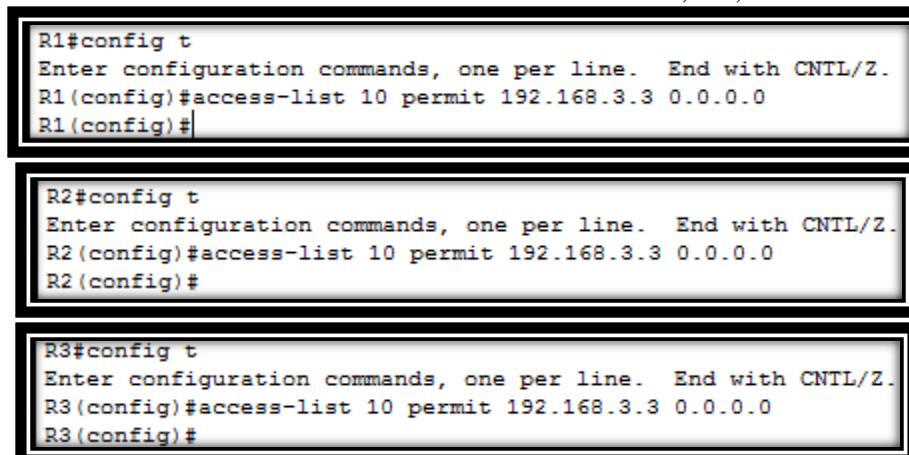 R1#config t
Enter configuration commands, one per line.  End with CNTL/Z.
R1(config)#access-list 10 permit 192.168.3.3 0.0.0.0
R1(config)#
R2#config t
Enter configuration commands, one per line.  End with CNTL/Z.
R2(config)#access-list 10 permit 192.168.3.3 0.0.0.0
R2(config)#
R3#config t
Enter configuration commands, one per line.  End with CNTL/Z.
R3(config)#access-list 10 permit 192.168.3.3 0.0.0.0
R3(config)#